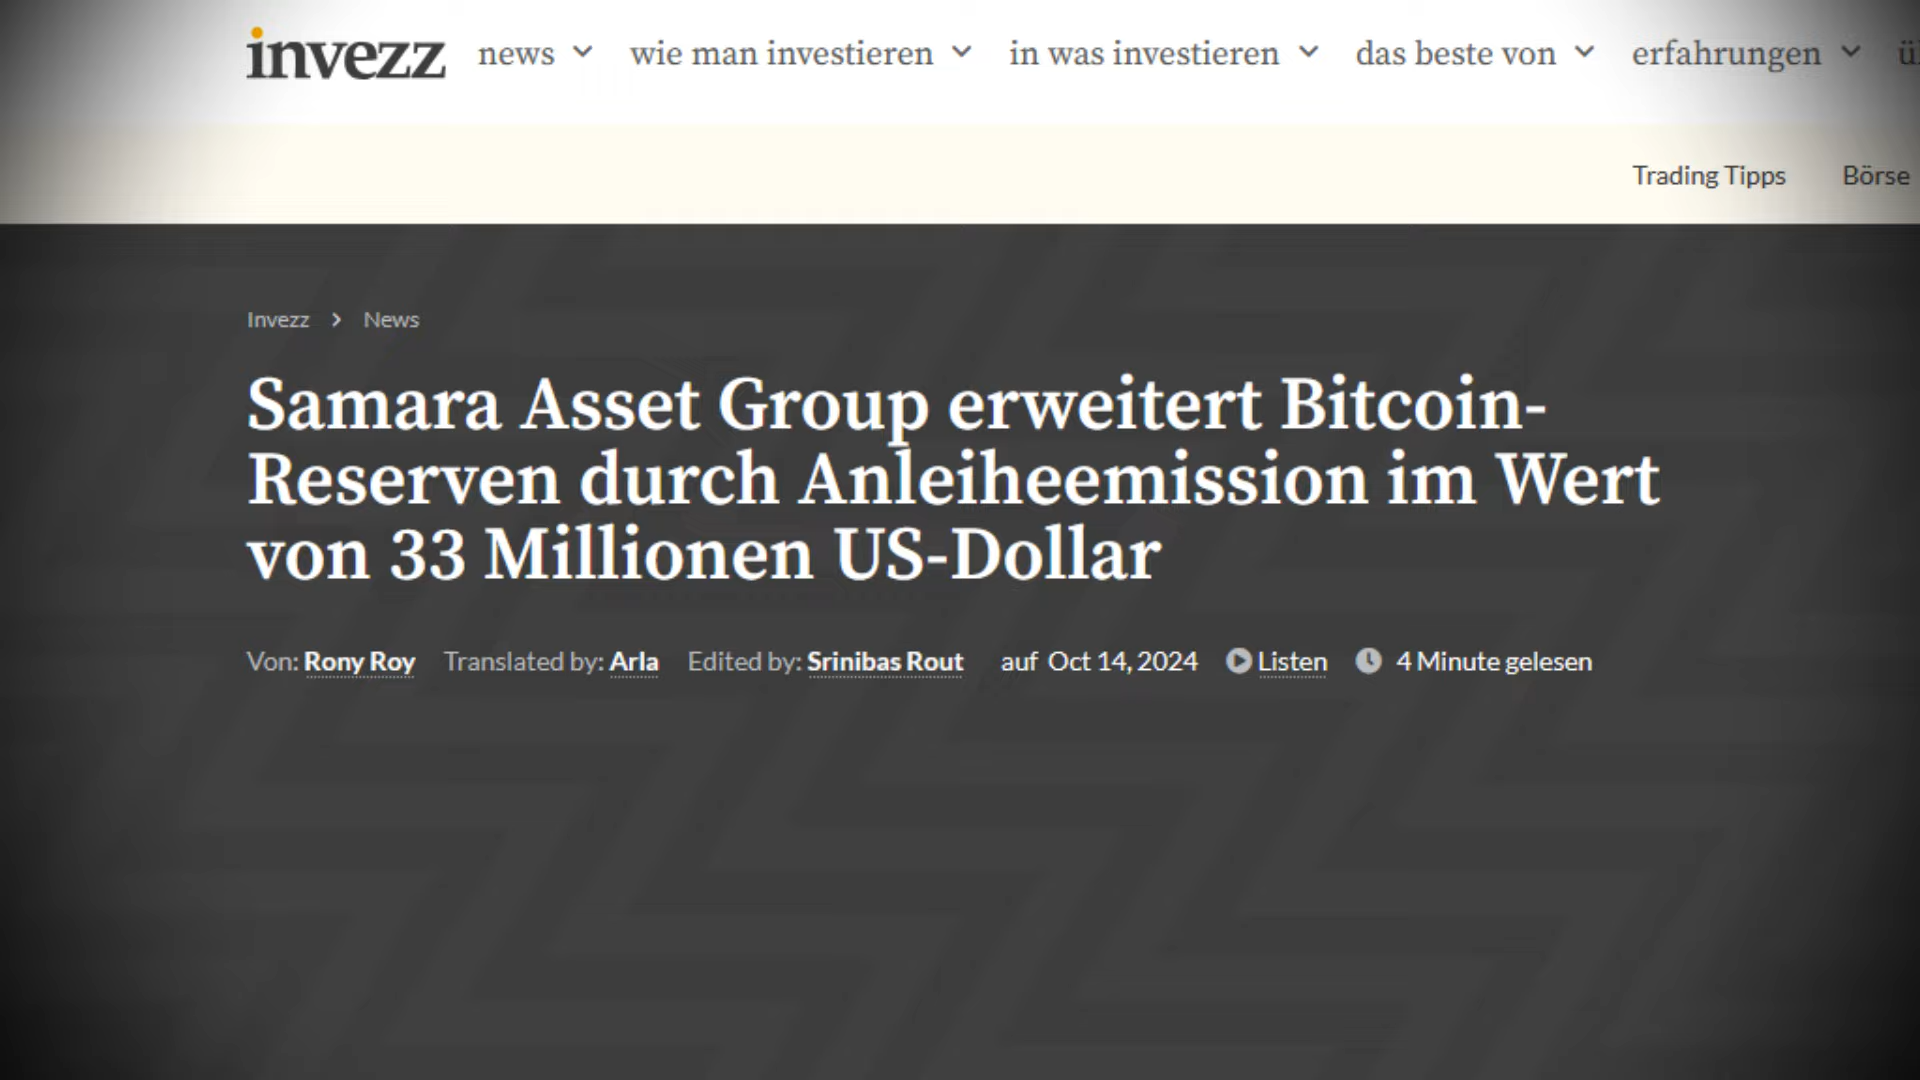 invezz news wie man investieren in was investieren das beste von erfahrungen
Trading Tipps Börse
Invezz > News
Samara Asset Group erweitert Bitcoin-
Reserven durch Anleiheemission im Wert
von 33 Millionen US-Dollar
Von: Rony Roy Translated by: Arla Edited by: Srinibas Rout auf Oct 14, 2024 Listen 4 Minute gelesen